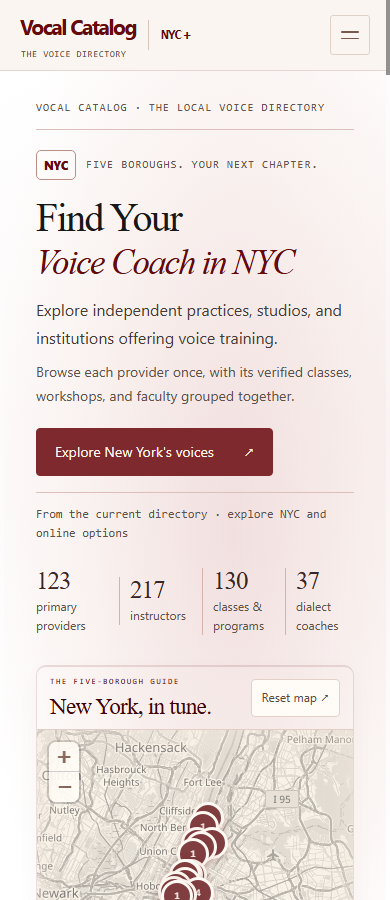 Vocal Catalog
THE VOICE DIRECTORY
NYC+
VOCAL CATALOG · THE LOCAL VOICE DIRECTORY
NYC
FIVE BOROUGHS. YOUR NEXT CHAPTER.
Find Your
Voice Coach in NYC
Explore independent practices, studios, and
institutions offering voice training.
Browse each provider once, with its verified classes,
workshops, and faculty grouped together.
Explore New York's voices ↗
From the current directory · explore NYC and
online options
123
primary
providers
217
instructors
130
classes &
programs
37
dialect
coaches
THE FIVE-BOROUGH GUIDE
New York, in tune.
Reset map ↗
+
−
Hackensack
Pelham Manor
Hasbrouck
Heights
Fort Lee
Nutley
I 95
Cliffside
North Ber
Union C
1
Hobo
Newark
1
4